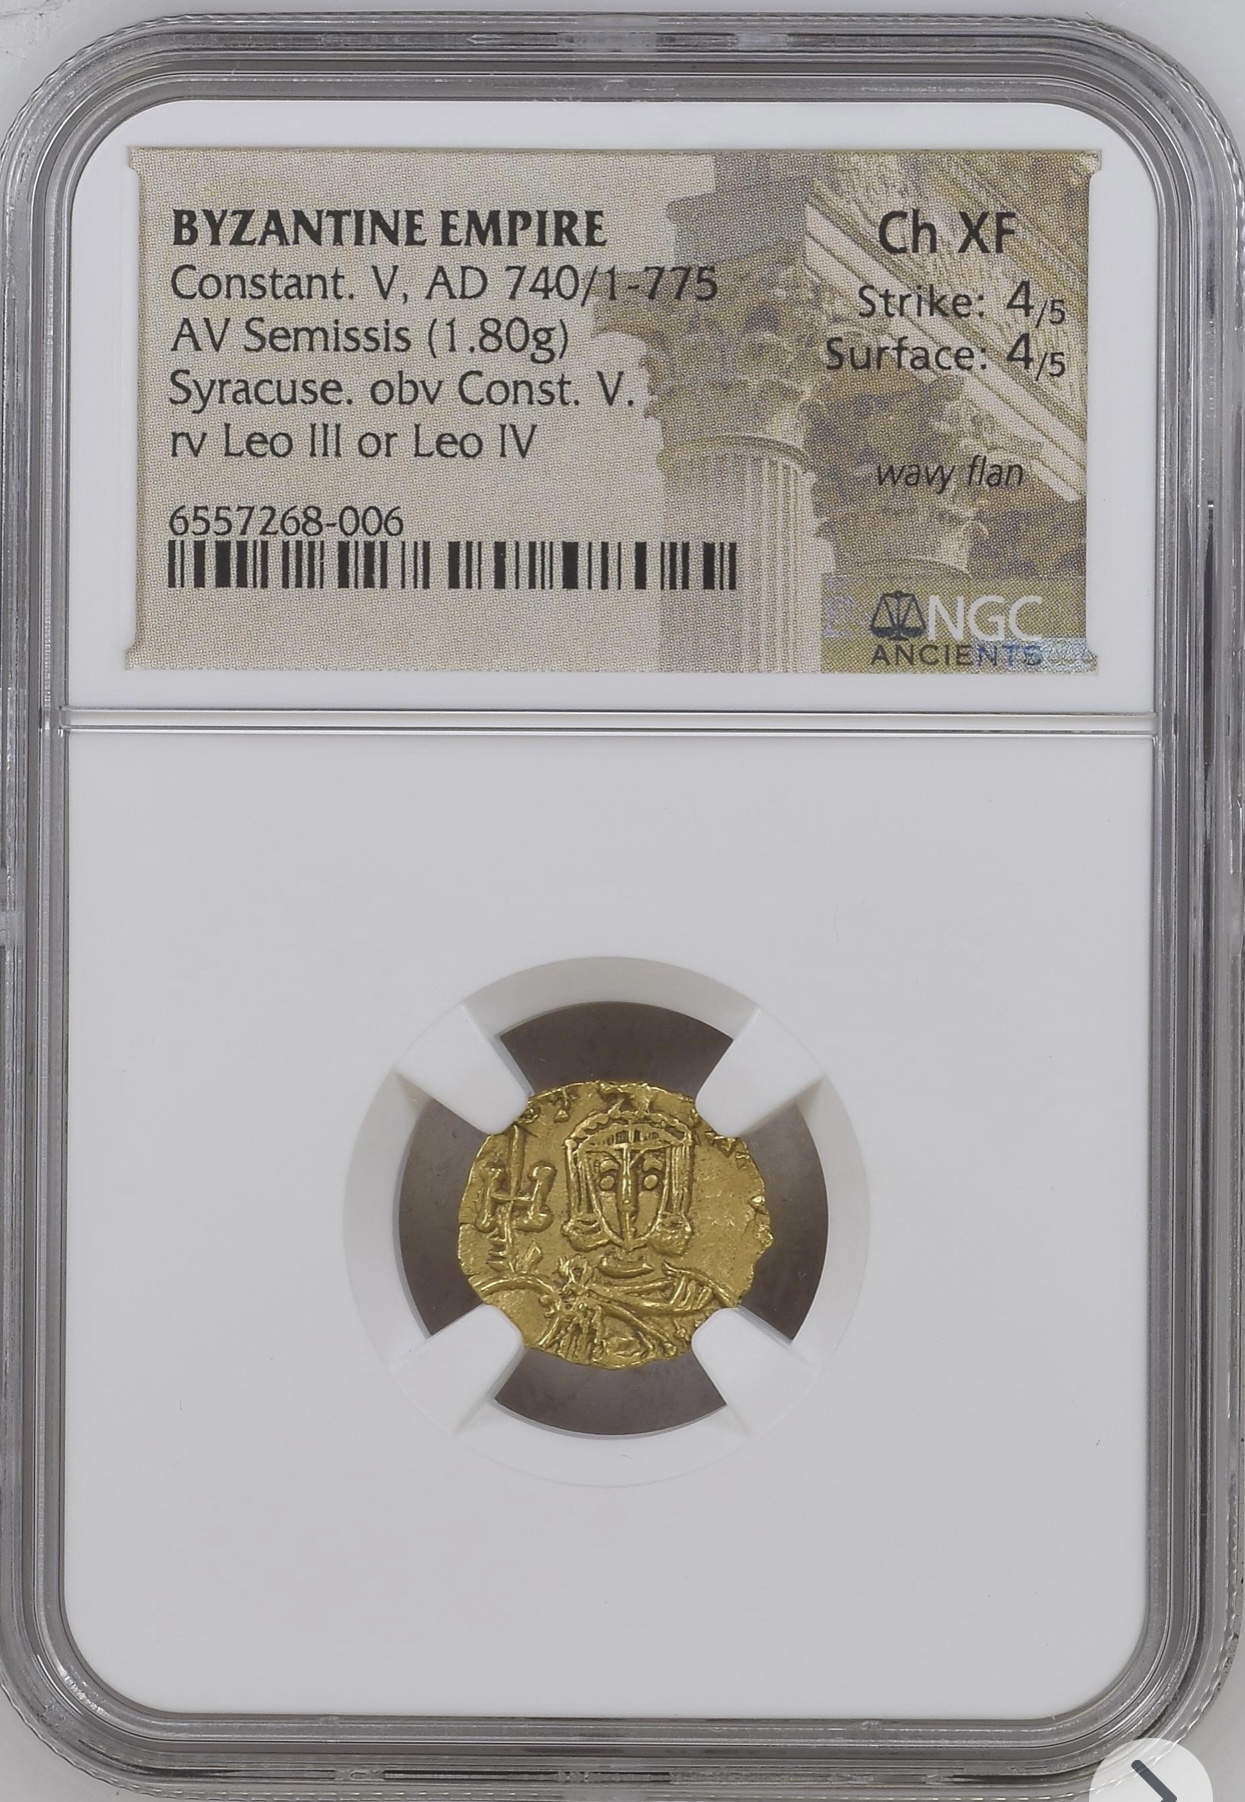 BYZANTINE EMPIRE
Constant. V, AD 740/1-775
AV Semissis (1.80g)
Syracuse. obv Const. V.
rv Leo III or Leo IV
6557268-006
Ch XF
Strike: 4/5
Surface: 4/5
wavy flan
NGC
ANCIENTS